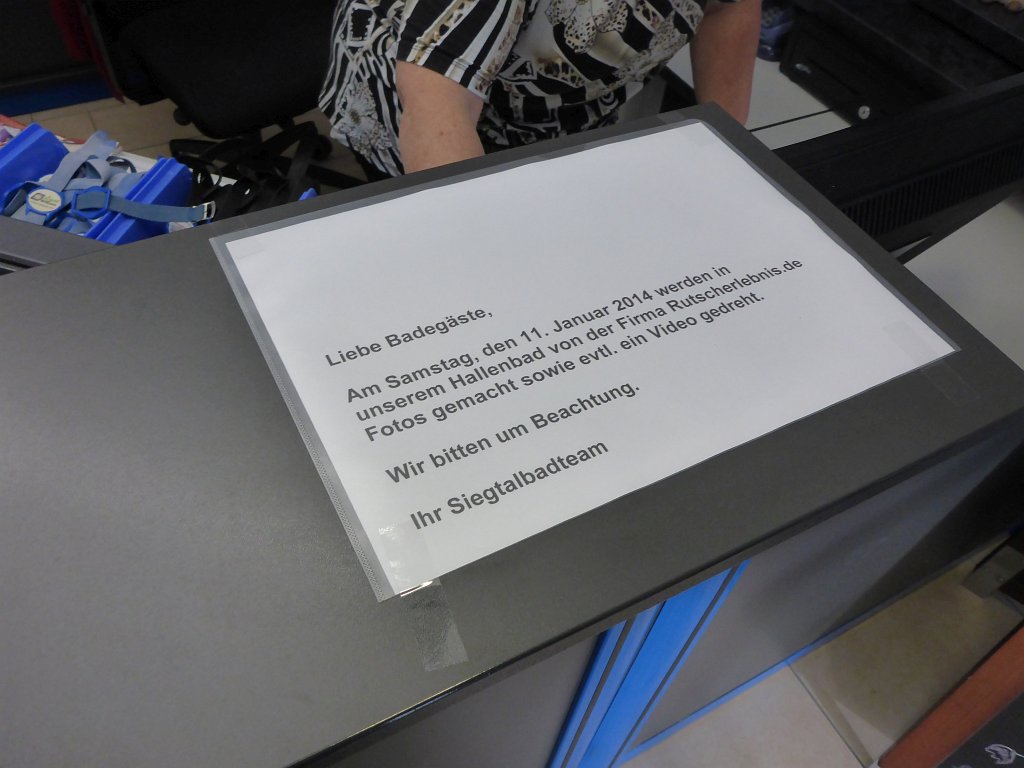 Liebe Badegäste,
Am Samstag, den 11. Januar 2014 werden in
unserem Hallenbad von der Firma Rutscherlebnis.de
Fotos gemacht sowie evtl. ein Video gedreht.
Wir bitten um Beachtung.
Ihr Siegtalbadteam